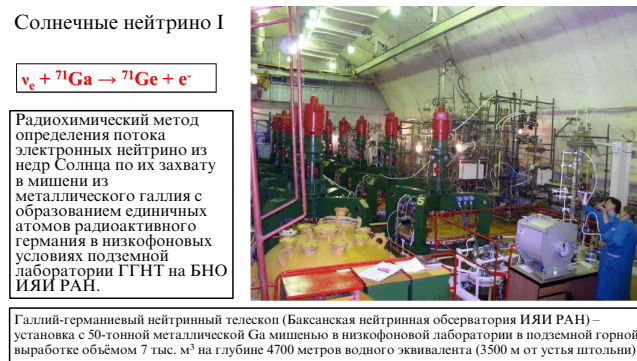 Солнечные нейтрино I
νₑ + ⁷¹Ga → ⁷¹Ge + e⁻
Радиохимический метод
определения потока
электронных нейтрино из
недр Солнца по их захвату
в мишени из
металлического галлия с
образованием единичных
атомов радиоактивного
германия в низкофоновых
условиях подземной
лаборатории ГГНТ на БНО
ИЯИ РАН.
Галлий-германиевый нейтринный телескоп (Баксанская нейтринная обсерватория ИЯИ РАН) –
установка с 50-тонной металлической Ga мишенью в низкофоновой лаборатории в подземной горной
выработке объёмом 7 тыс. м³ на глубине 4700 метров водного эквивалента (3500 м от устья штольни)